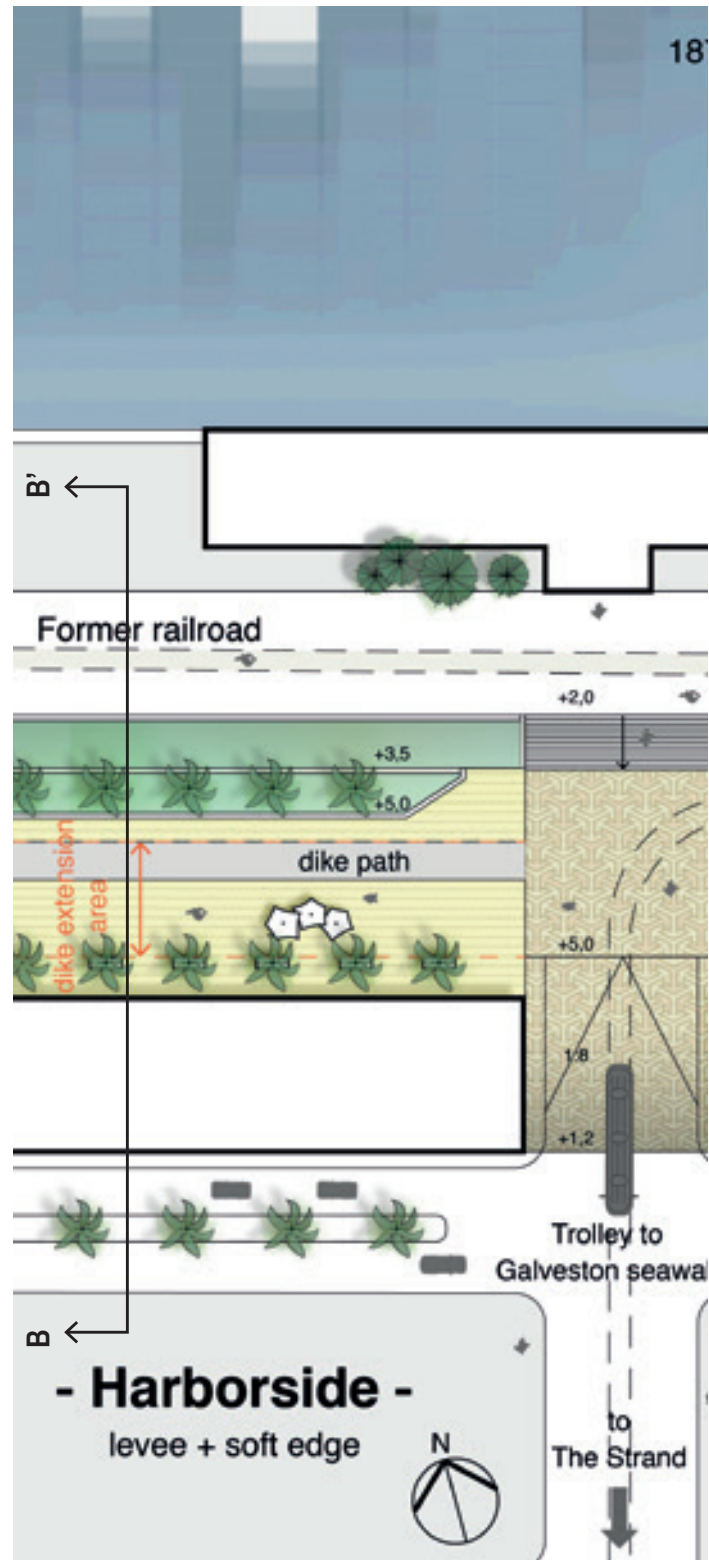 18'
B'
Former railroad
+2,0
+3,5
+5,0
dike extension
area
dike path
+5,0
1:8
+1,2
Trolley to
Galveston seawal
B
- Harborside -
levee + soft edge
N
to
The Strand